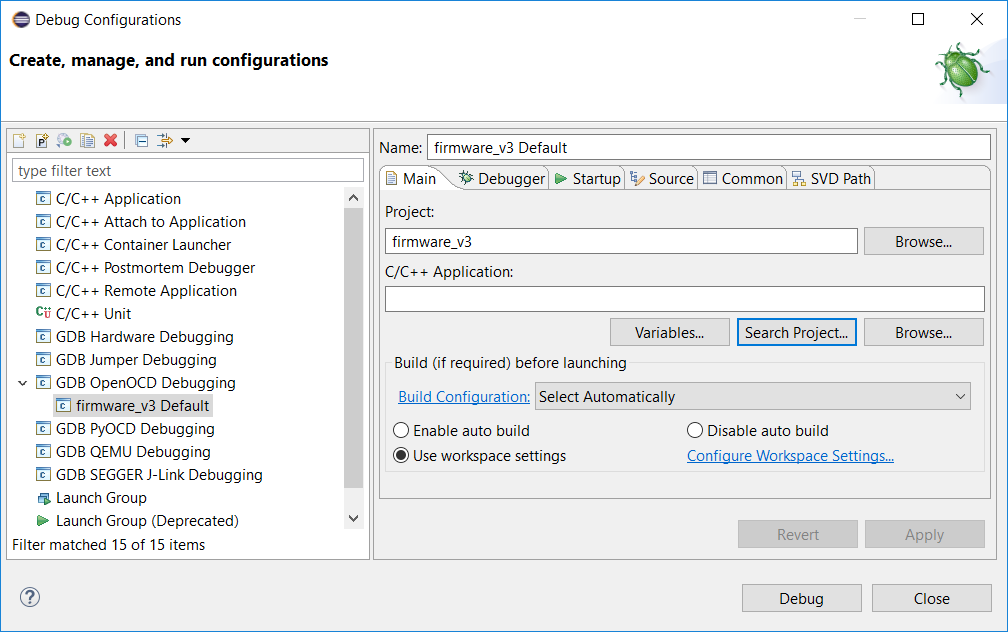 Debug Configurations
Create, manage, and run configurations
type filter text
C/C++ Application
C/C++ Attach to Application
C/C++ Container Launcher
C/C++ Postmortem Debugger
C/C++ Remote Application
C/C++ Unit
GDB Hardware Debugging
GDB Jumper Debugging
GDB OpenOCD Debugging
firmware_v3 Default
GDB PyOCD Debugging
GDB QEMU Debugging
GDB SEGGER J-Link Debugging
Launch Group
Launch Group (Deprecated)
Filter matched 15 of 15 items
Name: firmware_v3 Default
Main Debugger Startup Source Common SVD Path
Project:
firmware_v3 Browse...
C/C++ Application:
Variables... Search Project... Browse...
Build (if required) before launching
Build Configuration: Select Automatically
Enable auto build Disable auto build
Use workspace settings Configure Workspace Settings...
Revert Apply
Debug Close